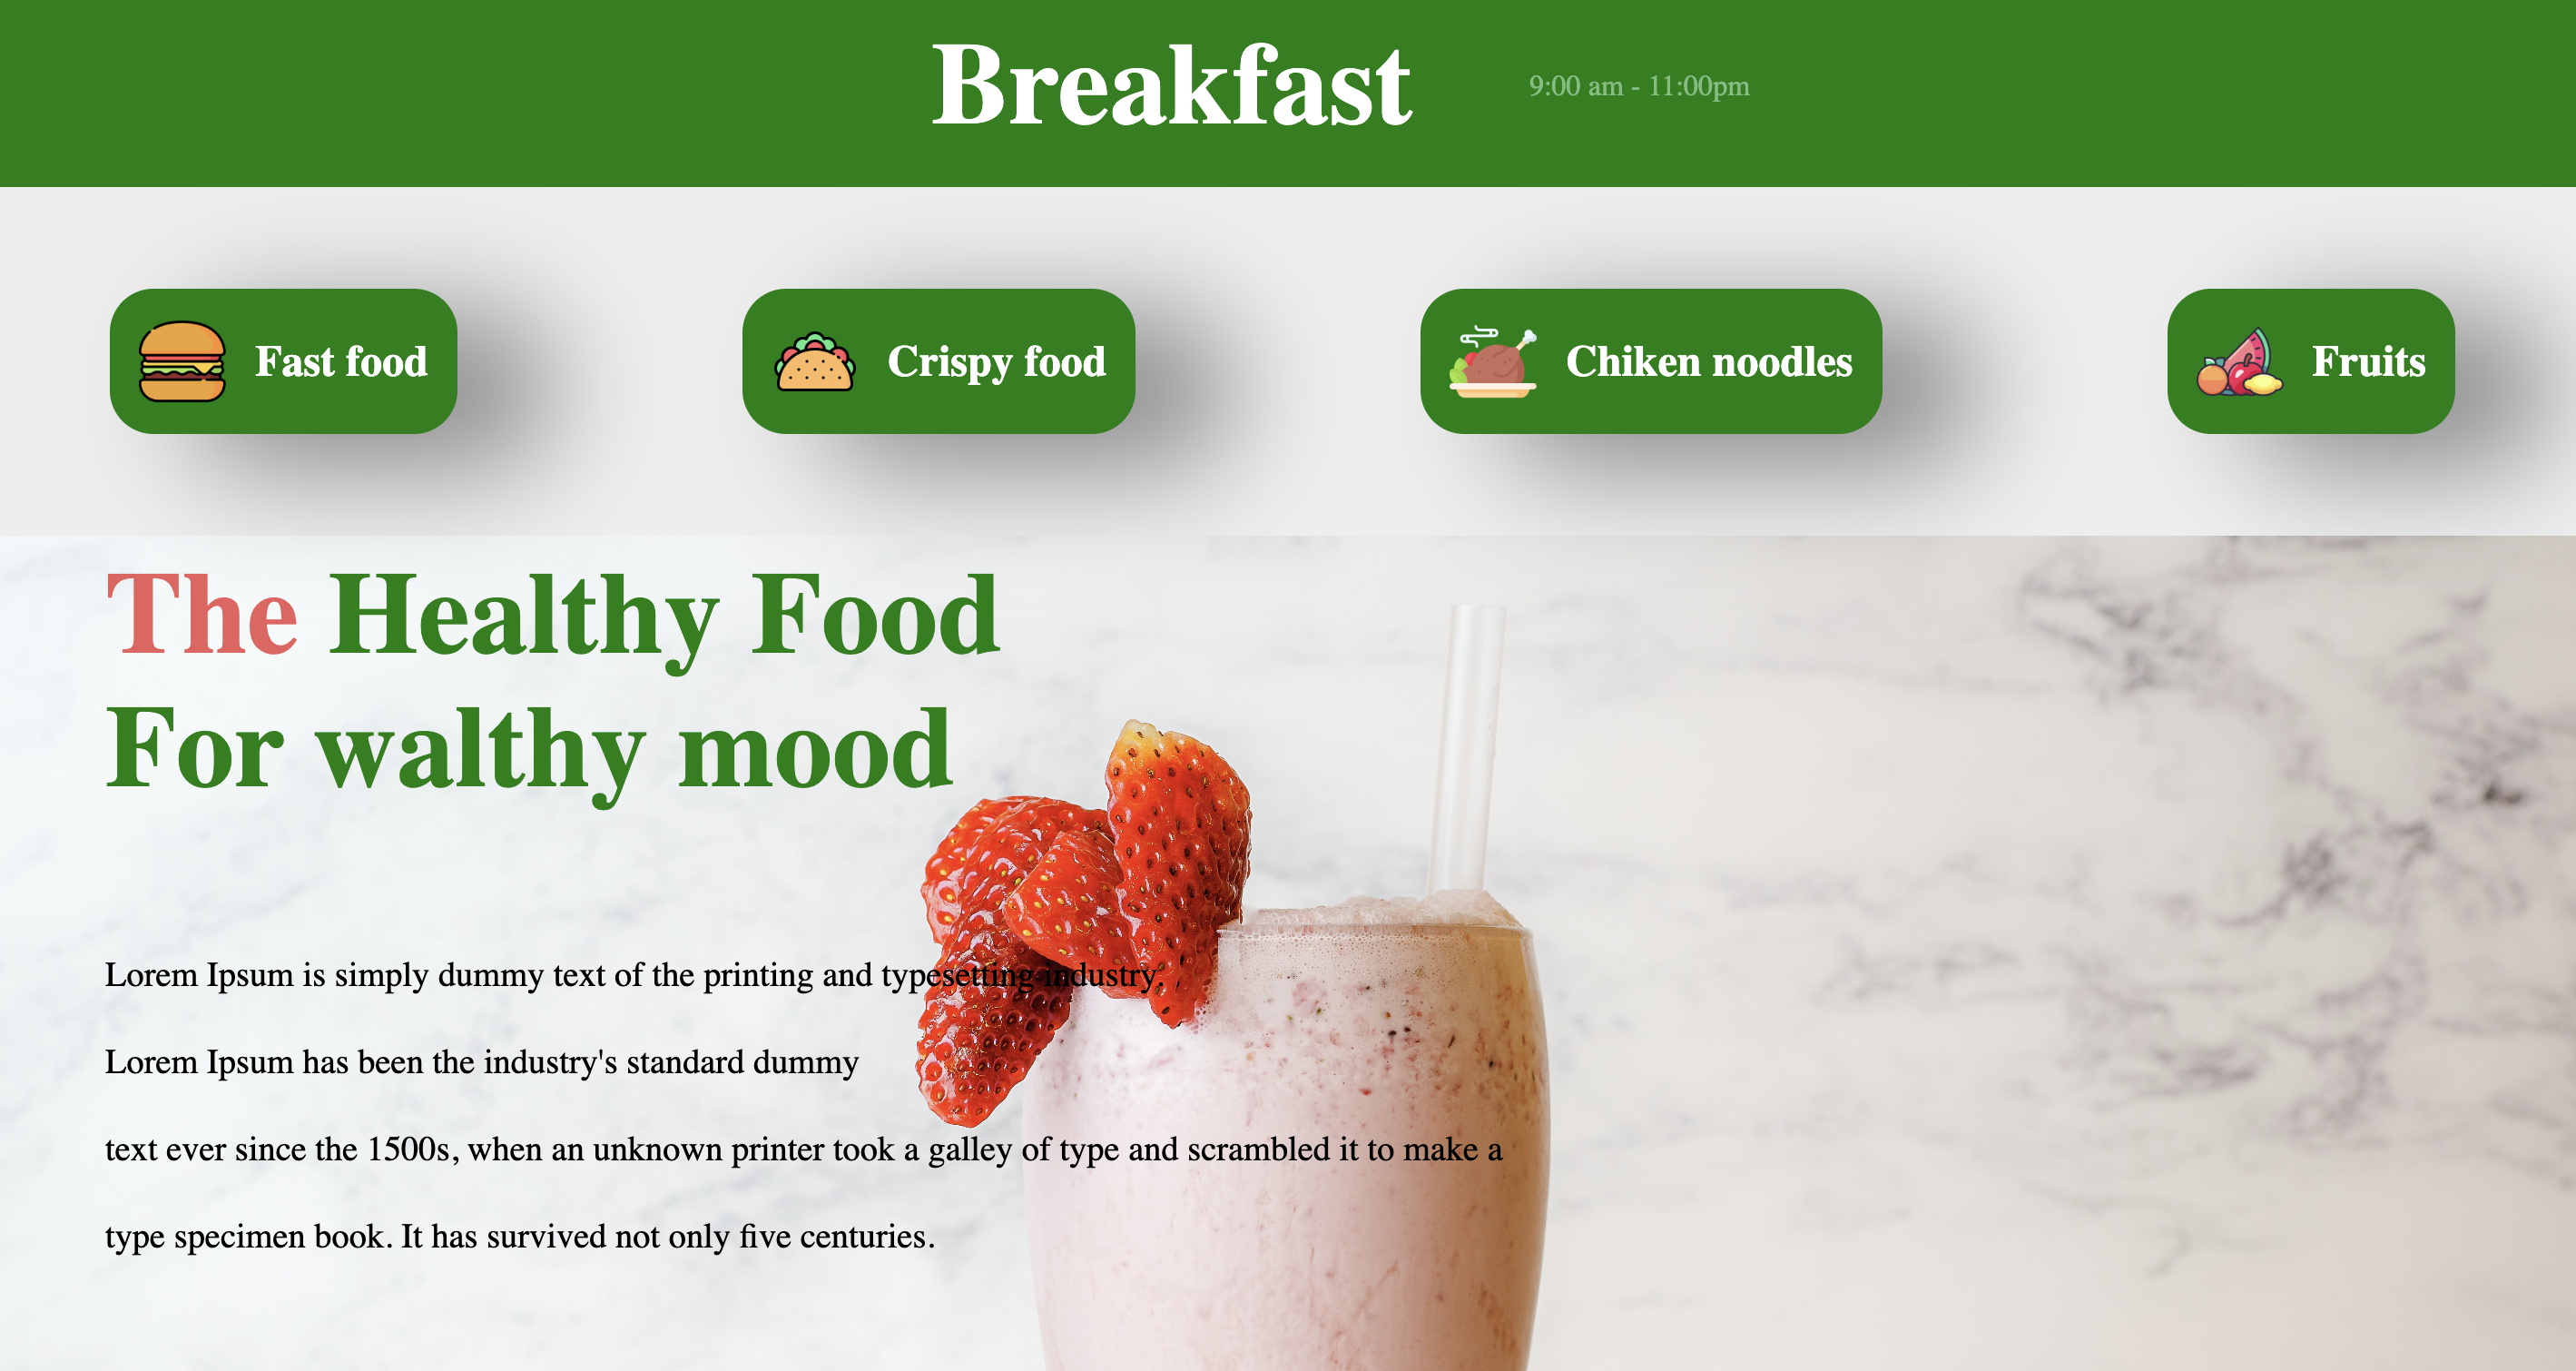 Breakfast 9:00 am - 11:00pm
Fast food Crispy food Chiken noodles Fruits
The Healthy Food
For walthy mood
Lorem Ipsum is simply dummy text of the printing and typesetting industry.
Lorem Ipsum has been the industry's standard dummy
text ever since the 1500s, when an unknown printer took a galley of type and scrambled it to make a
type specimen book. It has survived not only five centuries.